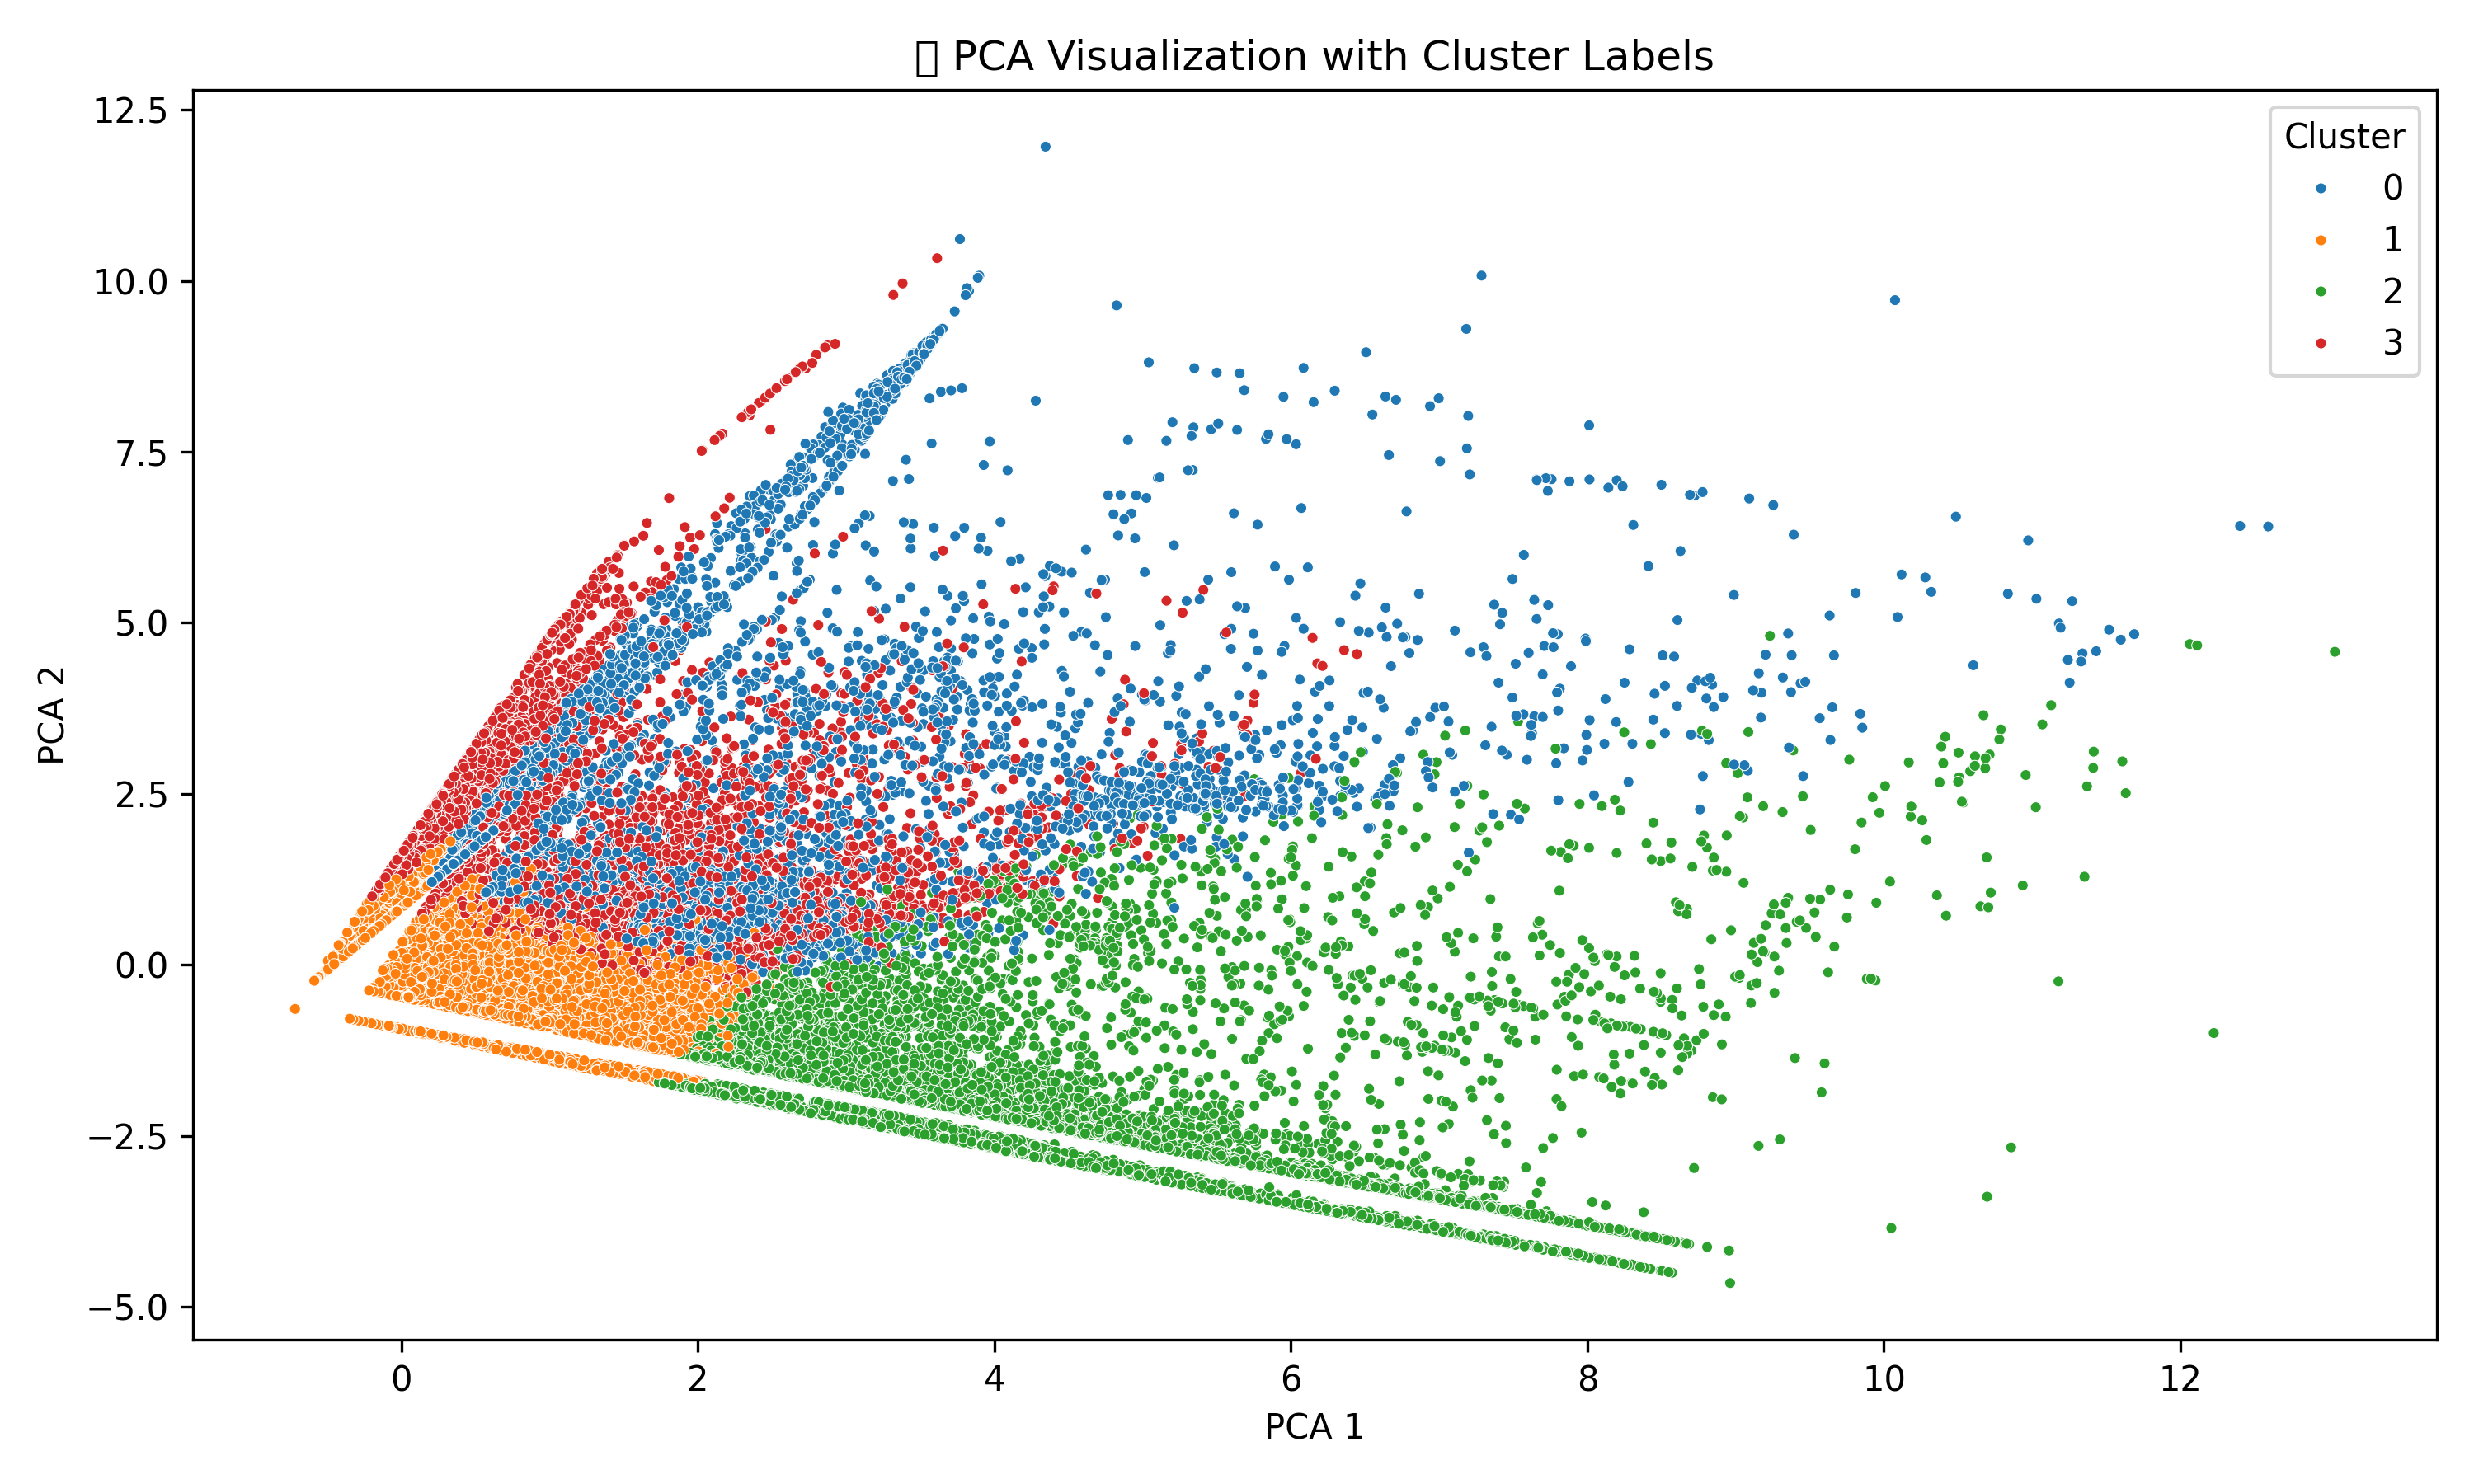 ▯ PCA Visualization with Cluster Labels
Cluster
0
1
2
3
12.5
10.0
7.5
5.0
2.5
0.0
−2.5
−5.0
PCA 2
0 2 4 6 8 10 12
PCA 1